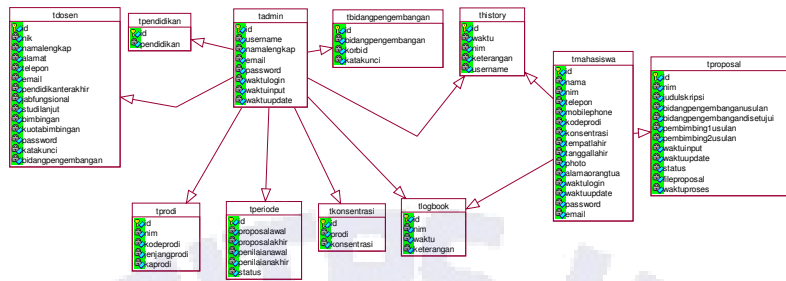 tdosen
id
nik
namalengkap
alamat
telepon
email
pendidikanterakhir
jabfungsional
studilanjut
bimbingan
kuotabimbingan
password
katakunci
bidangpengembangan
tpendidikan
id
pendidikan
tadmin
id
username
namalengkap
email
password
waktulogin
waktuinput
waktuupdate
tbidangpengembangan
id
bidangpengembangan
korbid
katakunci
thistory
id
waktu
nim
keterangan
username
tmahasiswa
id
nama
nim
telepon
mobilephone
kodeprodi
konsentrasi
tempatlahir
tanggallahir
photo
alamaorangtua
waktulogin
waktuupdate
password
email
tproposal
id
nim
judulskripsi
bidangpengembanganusulan
bidangpengembangandisetujui
pembimbing1usulan
pembimbing2usulan
waktuinput
waktuupdate
status
fileproposal
waktuproses
tprodi
id
nim
kodeprodi
jenjangprodi
kaprodi
tperiode
id
proposalawal
proposalakhir
penilaianawal
penilaianakhir
status
tkonsentrasi
id
prodi
konsentrasi
tlogbook
id
nim
waktu
keterangan